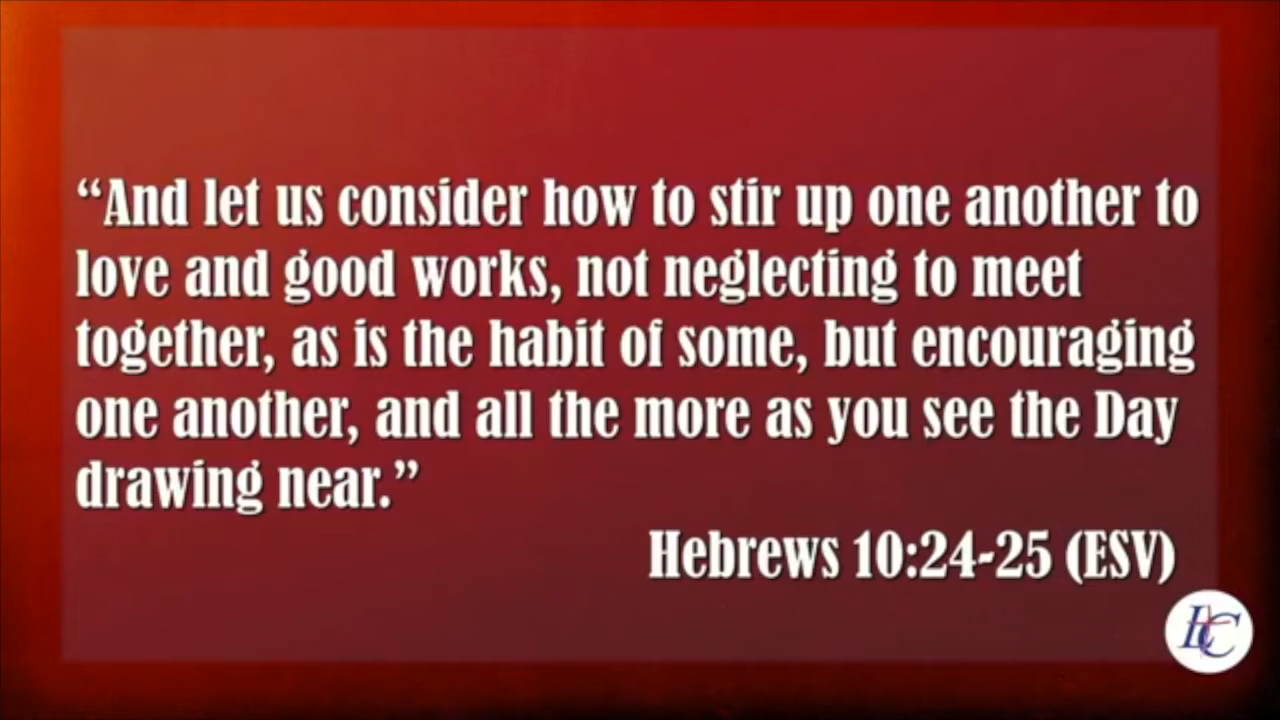 “And let us consider how to stir up one another to
love and good works, not neglecting to meet
together, as is the habit of some, but encouraging
one another, and all the more as you see the Day
drawing near.”
Hebrews 10:24-25 (ESV)